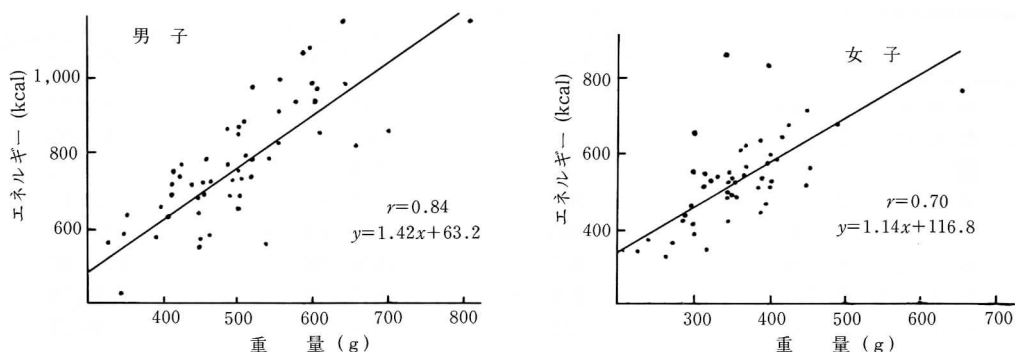 男 子
エネルギー (kcal)
1,000
800
600
r=0.84
y=1.42x+63.2
400
500
600
700
800
重 量 (g)
女 子
エネルギー (kcal)
800
600
400
r=0.70
y=1.14x+116.8
300
400
500
600
700
重 量 (g)